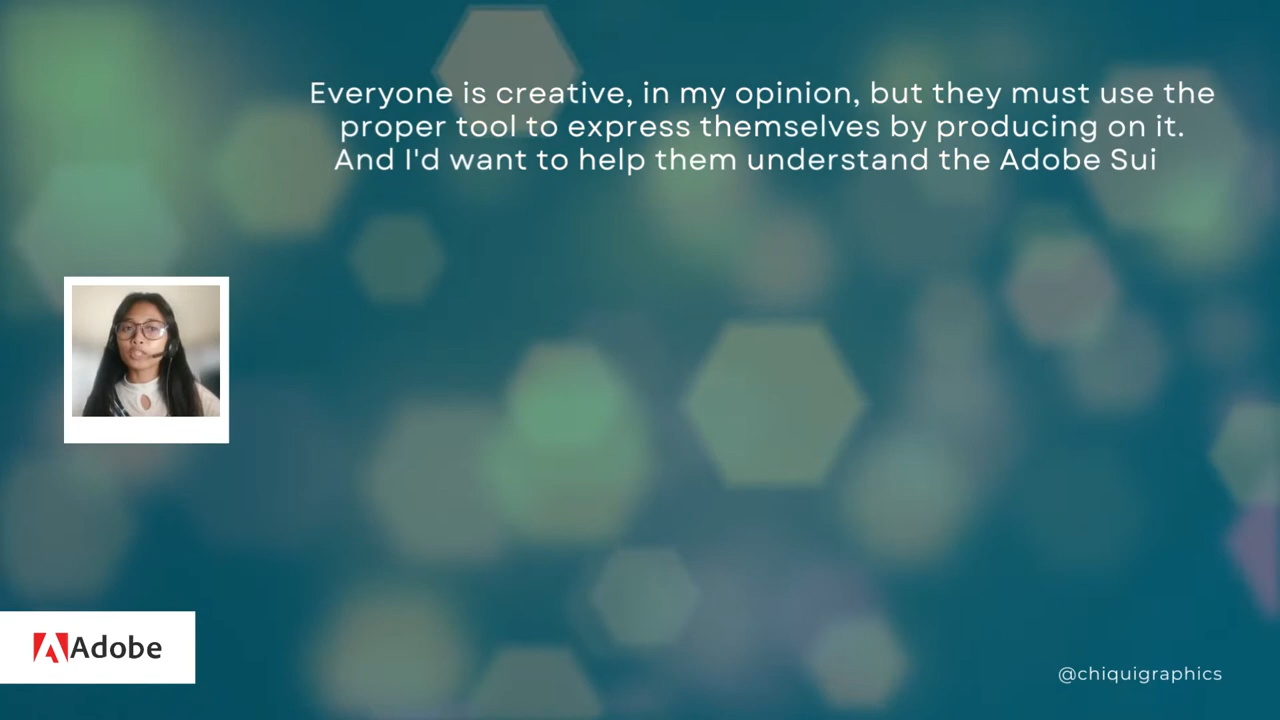 Everyone is creative, in my opinion, but they must use the
proper tool to express themselves by producing on it.
And I'd want to help them understand the Adobe Sui
Adobe
@chiquigraphics